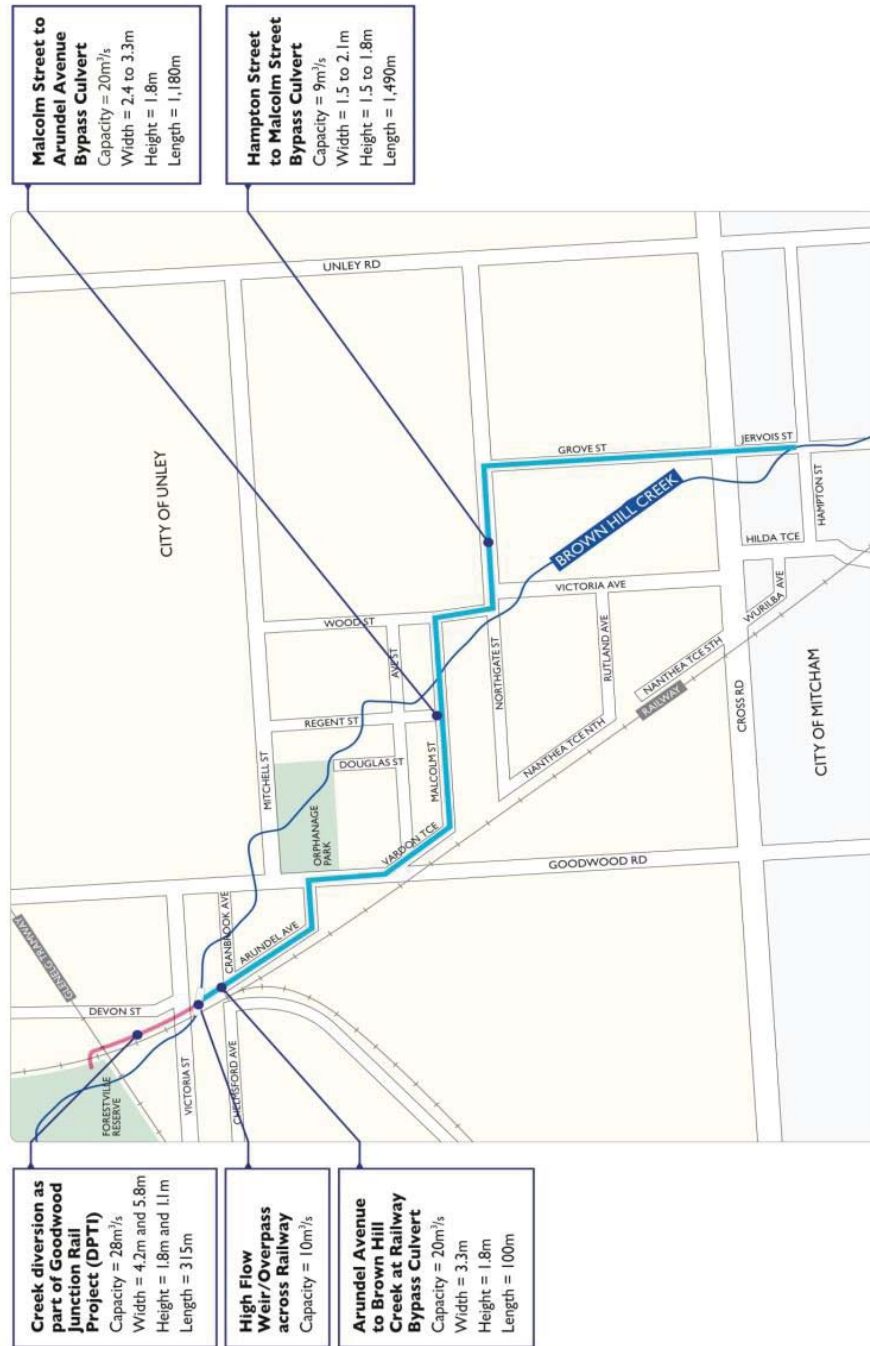 Malcolm Street to
Arundel Avenue
Bypass Culvert
Capacity = 20m³/s
Width = 2.4 to 3.3m
Height = 1.8m
Length = 1,180m
Hampton Street
to Malcolm Street
Bypass Culvert
Capacity = 9m³/s
Width = 1.5 to 2.1m
Height = 1.5 to 1.8m
Length = 1,490m
UNLEY RD
CITY OF UNLEY
GROVE ST
JERVOIS ST
BROWN HILL CREEK
HAMPTON ST
HILDA TCE
VICTORIA AVE
WURILBA AVE
WOOD ST
AVE ST
NORTHGATE ST
RUTLAND AVE
NANTHEA TCE STH
RAILWAY
NANTHEA TCE NTH
CROSS RD
CITY OF MITCHAM
REGENT ST
MITCHELL ST
DOUGLAS ST
MALCOLM ST
ORPHANAGE
PARK
VARDON TCE
GOODWOOD RD
CRANBROOK AVE
ARUNDEL AVE
GLENELG TRAMWAY
DEVON ST
VICTORIA ST
CHELMSFORD AVE
FORESTVILLE
RESERVE
Creek diversion as
part of Goodwood
Junction Rail
Project (DPTI)
Capacity = 28m³/s
Width = 4.2m and 5.8m
Height = 1.8m and 1.1m
Length = 315m
High Flow
Weir/Overpass
across Railway
Capacity = 10m³/s
Arundel Avenue
to Brown Hill
Creek at Railway
Bypass Culvert
Capacity = 20m³/s
Width = 3.3m
Height = 1.8m
Length = 100m